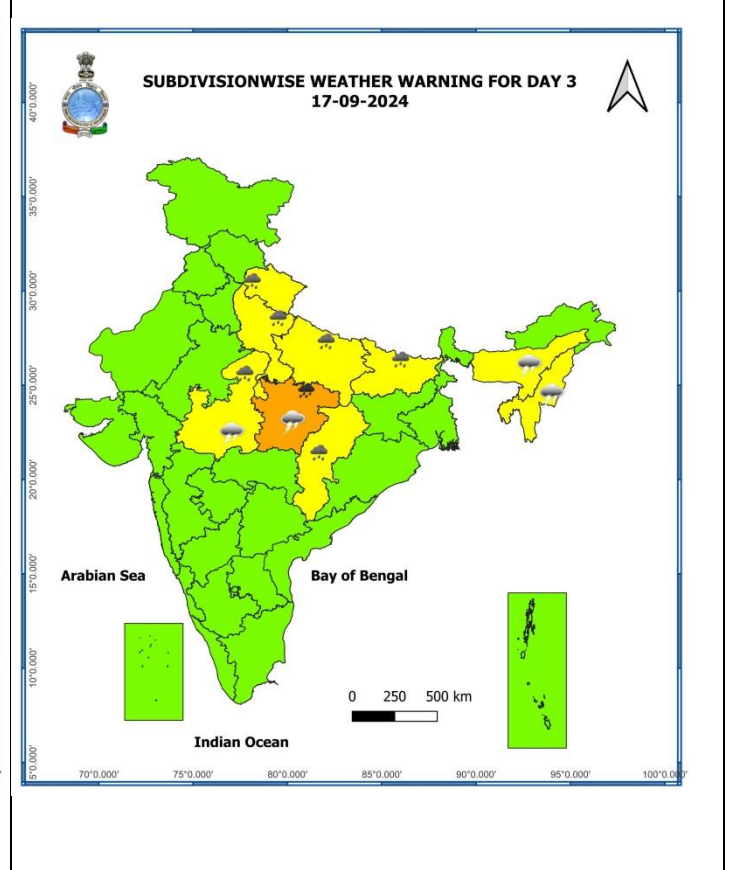 SUBDIVISIONWISE WEATHER WARNING FOR DAY 3
17-09-2024
40°0.000'
35°0.000'
30°0.000'
25°0.000'
20°0.000'
15°0.000'
10°0.000'
5°0.000'
Arabian Sea
Bay of Bengal
0 250 500 km
Indian Ocean
70°0.000' 75°0.000' 80°0.000' 85°0.000' 90°0.000' 95°0.000' 100°0.000'